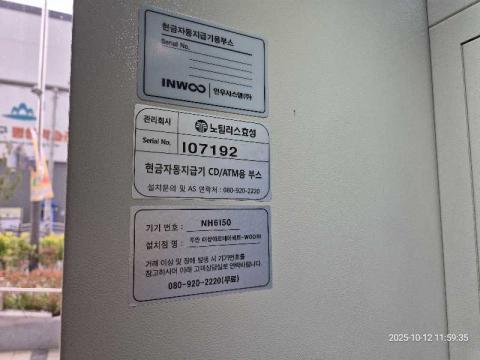 현금자동지급기용부스
Serial No.
INWOO 인우시스템(주)
관리회사 노틸러스효성
Serial No. I07192
현금자동지급기 CD/ATM용 부스
설치문의 및 AS 연락처 : 080-920-2220
기기 번호 : NH6150
설치점 명 :
거래 이상 및 장애 발생 시 기기번호를
참고하시어 아래 고객상담실로 연락바랍니다.
080-920-2220(무료)
2025-10-12 11:59:35